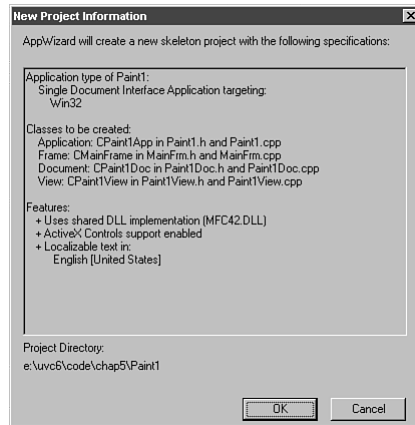 New Project Information
AppWizard will create a new skeleton project with the following specifications:
Application type of Paint1:
Single Document Interface Application targeting:
Win32
Classes to be created:
Application: CPaint1App in Paint1.h and Paint1.cpp
Frame: CMainFrame in MainFrm.h and MainFrm.cpp
Document: CPaint1Doc in Paint1Doc.h and Paint1Doc.cpp
View: CPaint1View in Paint1View.h and Paint1View.cpp
Features:
+ Uses shared DLL implementation (MFC42.DLL)
+ ActiveX Controls support enabled
+ Localizable text in:
English [United States]
Project Directory:
e:\uvc6\code\chap5\Paint1
OK Cancel